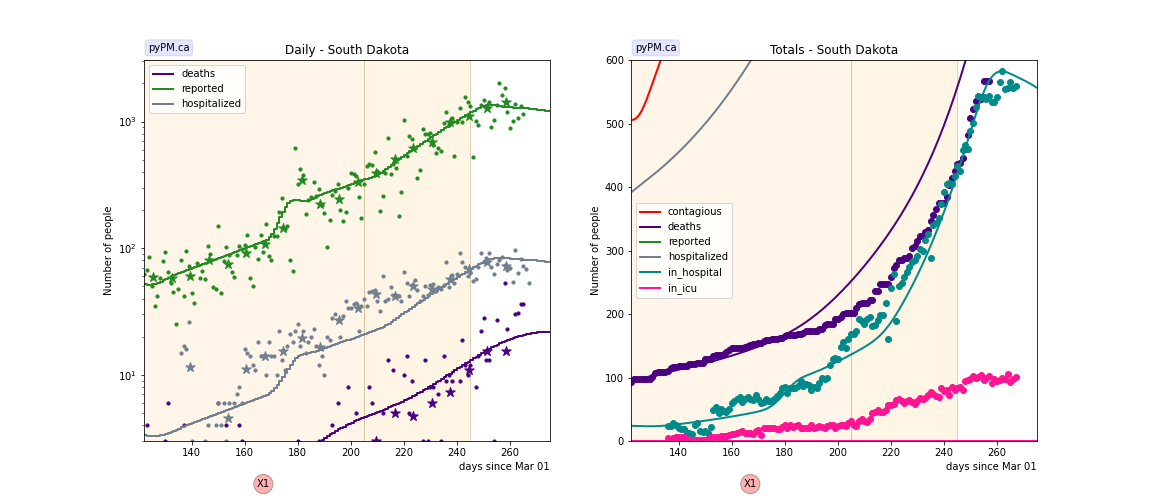 pyPM.ca
Daily - South Dakota
deaths
reported
hospitalized
Number of people
10³
10²
10¹
140
160
180
200
220
240
260
days since Mar 01
X1
pyPM.ca
Totals - South Dakota
contagious
deaths
reported
hospitalized
in_hospital
in_icu
Number of people
600
500
400
300
200
100
0
140
160
180
200
220
240
260
days since Mar 01
X1